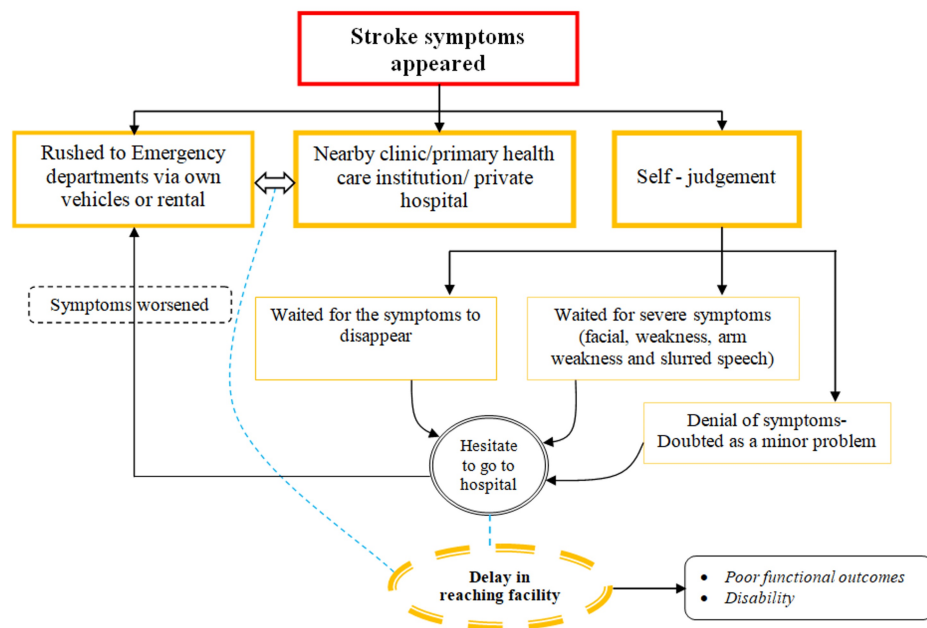 Stroke symptoms
appeared
Rushed to Emergency
departments via own
vehicles or rental
Nearby clinic/primary health
care institution/ private
hospital
Self - judgement
Symptoms worsened
Waited for the symptoms to
disappear
Waited for severe symptoms
(facial, weakness, arm
weakness and slurred speech)
Denial of symptoms-
Doubted as a minor problem
Hesitate
to go to
hospital
Delay in
reaching facility
• Poor functional outcomes
• Disability